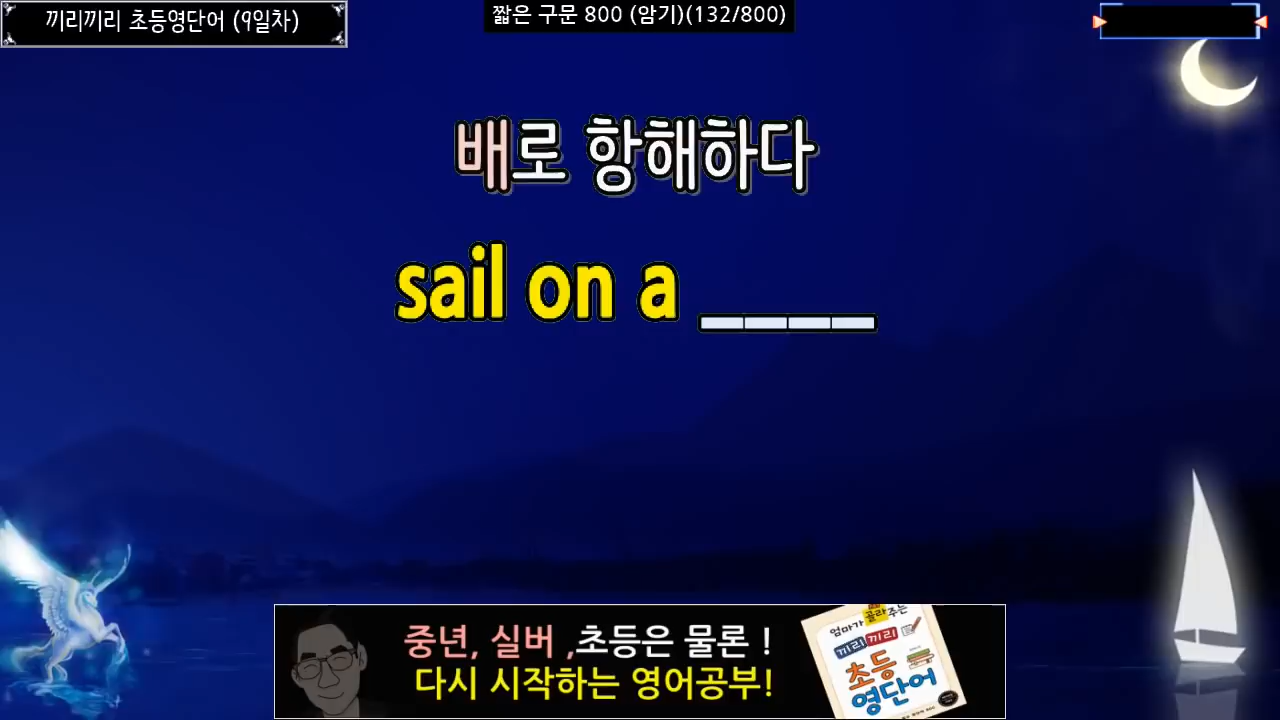 끼리끼리 초등영단어 (9일차)
짧은 구문 800 (암기)(132/800)
배로 항해하다
sail on a ____
중년, 실버 ,초등은 물론 !
다시 시작하는 영어공부!
엄마가 골라주는
끼리끼리
초등
영단어